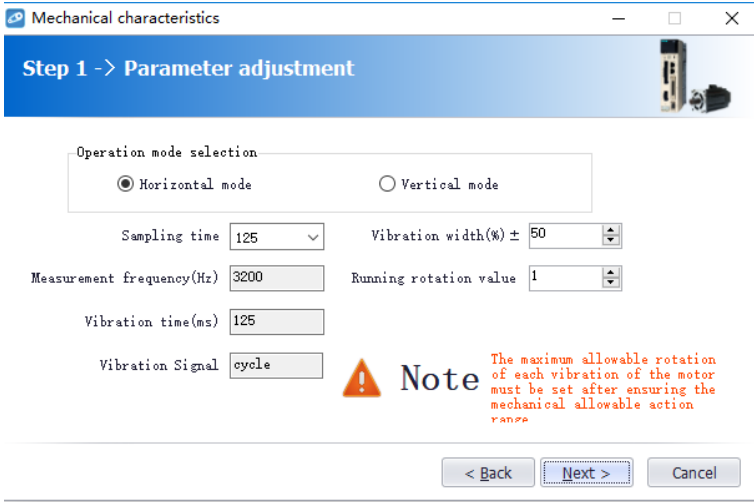 Mechanical characteristics
Step 1 -> Parameter adjustment
Operation mode selection
Horizontal mode
Vertical mode
Sampling time 125
Vibration width(%) ± 50
Measurement frequency(Hz) 3200
Running rotation value 1
Vibration time(ms) 125
Vibration Signal cycle
Note
The maximum allowable rotation
of each vibration of the motor
must be set after ensuring the
mechanical allowable action
range
< Back
Next >
Cancel